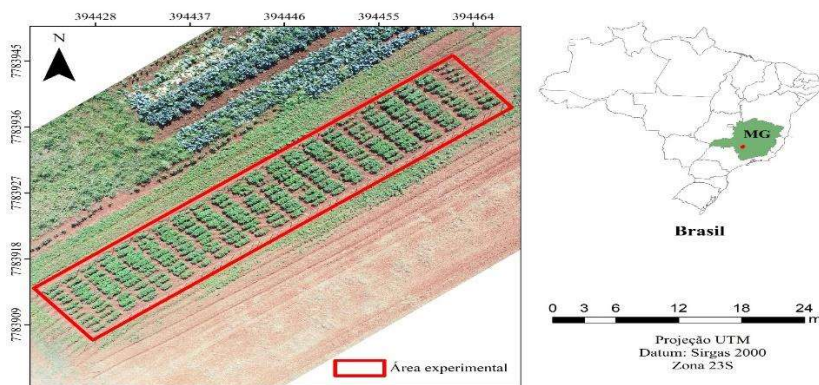 394428 394437 394446 394455 394464
7783945
7783936
7783927
7783918
7783909
Área experimental
MG
Brasil
0 3 6 12 18 24
m
Projeção UTM
Datum: Sirgas 2000
Zona 23S